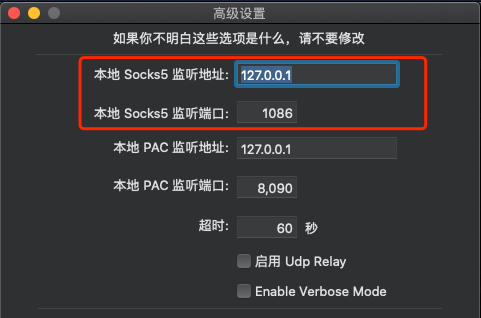 高级设置
如果你不明白这些选项是什么，请不要修改
本地 Socks5 监听地址: 127.0.0.1
本地 Socks5 监听端口: 1086
本地 PAC 监听地址: 127.0.0.1
本地 PAC 监听端口: 8,090
超时: 60 秒
启用 Udp Relay
Enable Verbose Mode